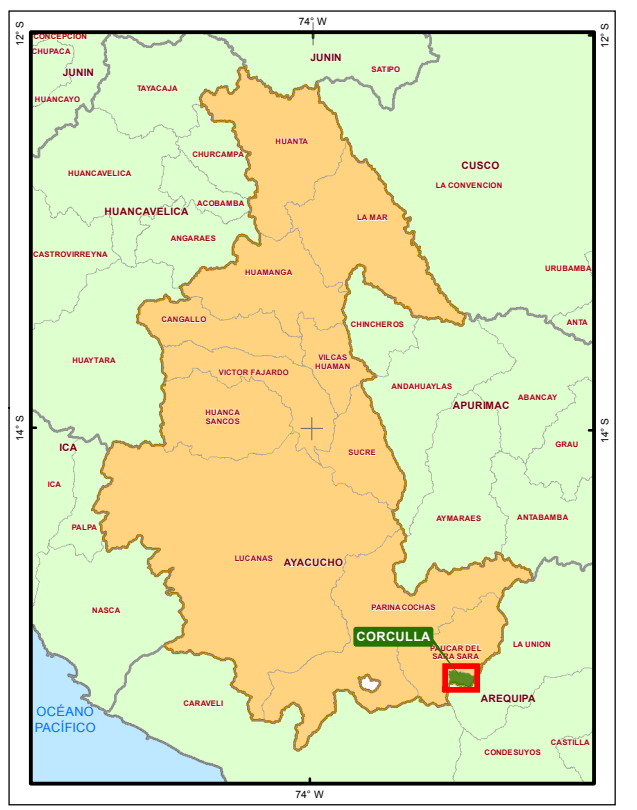 74° W
12° S
12° S
CONCEPCION
CHUPACA
JUNIN
JUNIN
SATIPO
HUANCAYO
TAYACAJA
HUANTA
CHURCAMPA
CUSCO
HUANCAVELICA
LA CONVENCION
ACOBAMBA
HUANCAVELICA
LA MAR
ANGARAES
CASTROVIRREYNA
URUBAMBA
HUAMANGA
CANGALLO
CHINCHEROS
ANTA
HUAYTARA
VILCAS
HUAMAN
VICTOR FAJARDO
ANDAHUAYLAS
ABANCAY
APURIMAC
HUANCA
SANCOS
14° S
14° S
GRAU
ICA
SUCRE
ICA
AYMARAES
ANTABAMBA
PALPA
LUCANAS
AYACUCHO
NASCA
PARINACOCHAS
CORCULLA
LA UNION
PAUCAR DEL
SARA SARA
CARAVELI
AREQUIPA
OCÉANO
PACÍFICO
CASTILLA
CONDESUYOS
74° W